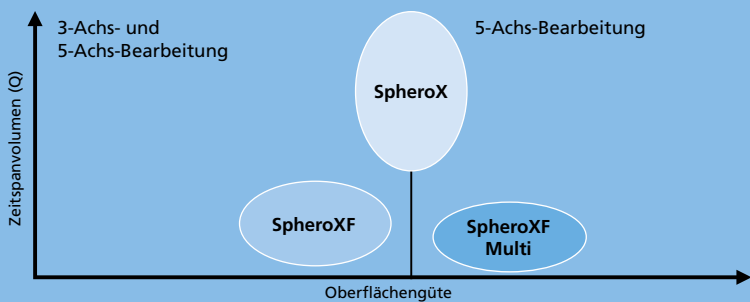 3-Achs- und
5-Achs-Bearbeitung
5-Achs-Bearbeitung
Zeitspanvolumen (Q)
SpheroX
SpheroXF
SpheroXF
Multi
Oberflächengüte